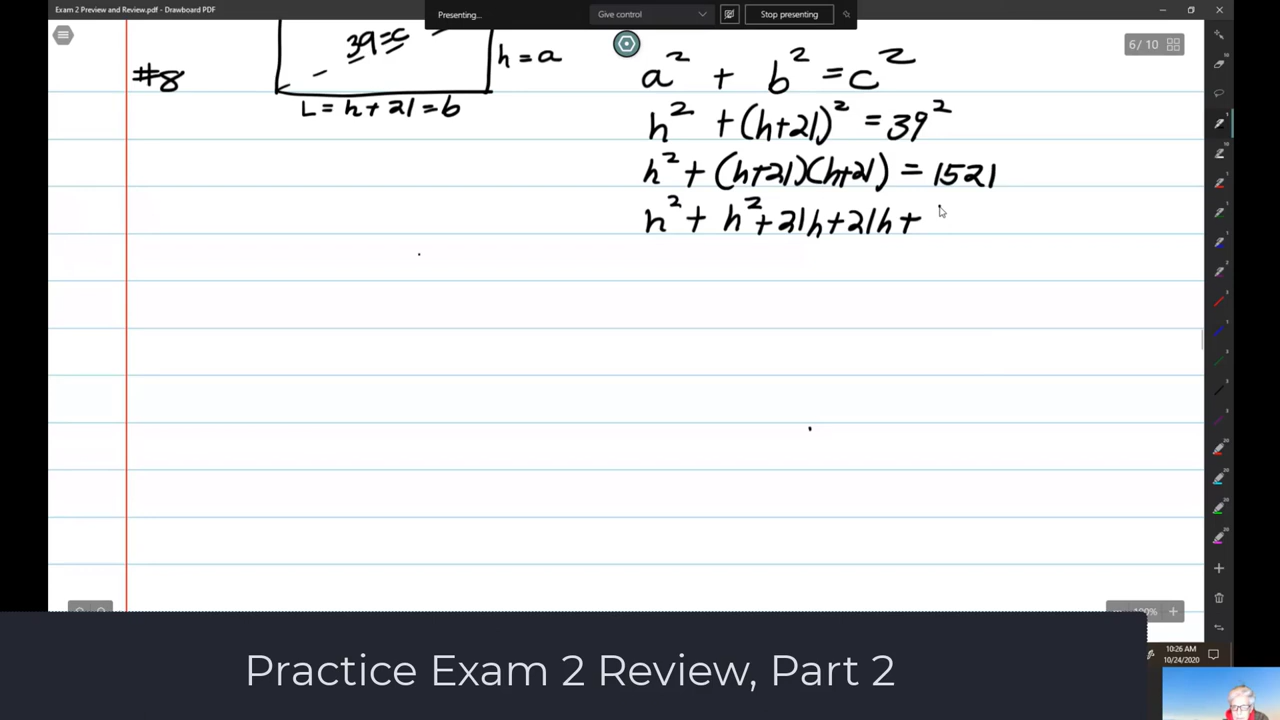 Exam 2 Preview and Review.pdf - Drawboard PDF
Presenting...
Give control
Stop presenting
6 / 10
39 = c
h = a
#8
L = h + 21 = b
a² + b² = c²
h² + (h+21)² = 39²
h² + (h+21)(h+21) = 1521
h² + h² + 21h + 21h +
100%
Practice Exam 2 Review, Part 2
10:26 AM
10/24/2020